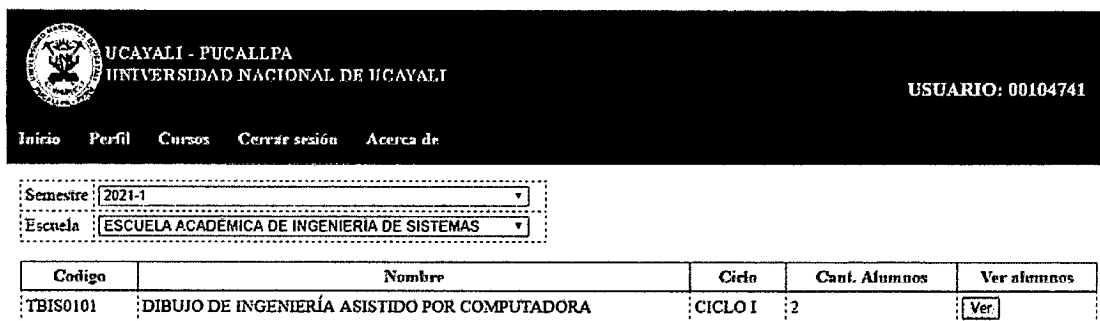 UCAYALI - PUCALLPA
UNIVERSIDAD NACIONAL DE UCAYALI
USUARIO: 00104741
Inicio Perfil Cursos Cerrar sesión Acerca de
Semestre 2021-1
Escuela ESCUELA ACADÉMICA DE INGENIERÍA DE SISTEMAS
Codigo Nombre Ciclo Cant. Alumnos Ver alumnos
TBIS0101 DIBUJO DE INGENIERÍA ASISTIDO POR COMPUTADORA CICLO I 2 Ver